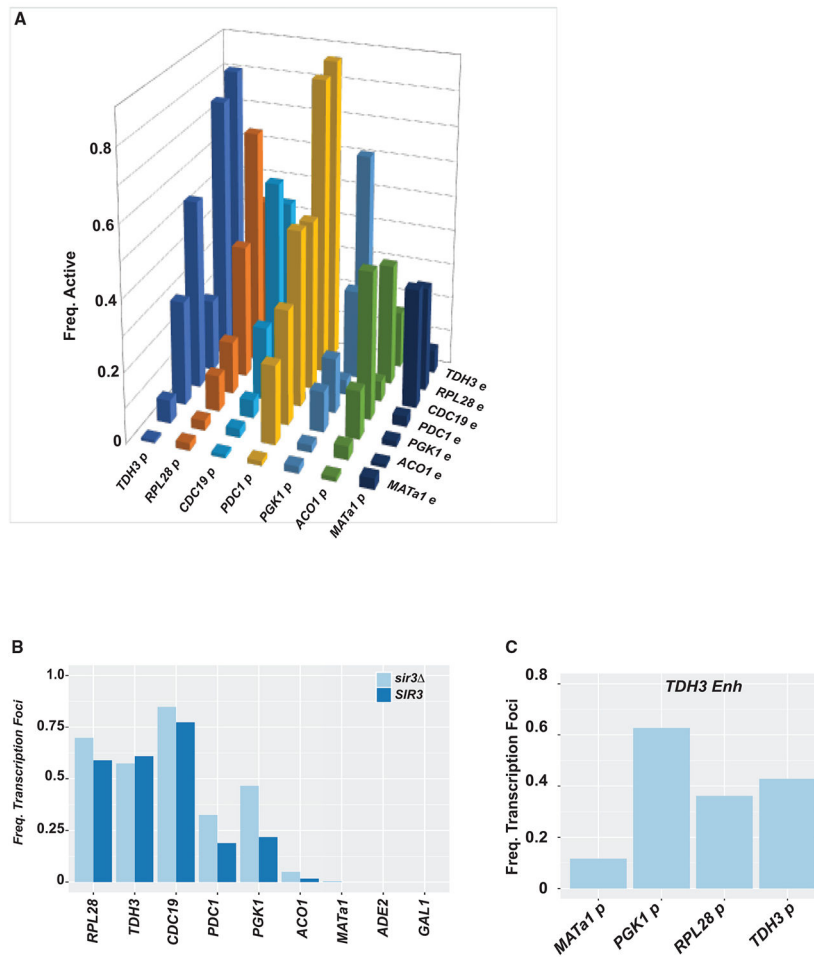 A
Freq. Active
0.8
0.6
0.4
0.2
0
TDH3 p
RPL28 p
CDC19 p
PDC1 p
PGK1 p
ACO1 p
MATa1 p
TDH3 e
RPL28 e
CDC19 e
PDC1 e
PGK1 e
ACO1 e
MATa1 e
B
Freq. Transcription Foci
1.0
0.75
0.5
0.25
0
sir3Δ
SIR3
RPL28
TDH3
CDC19
PDC1
PGK1
ACO1
MATa1
ADE2
GAL1
C
Freq. Transcription Foci
TDH3 Enh
0.8
0.6
0.4
0.2
0
MATa1 p
PGK1 p
RPL28 p
TDH3 p